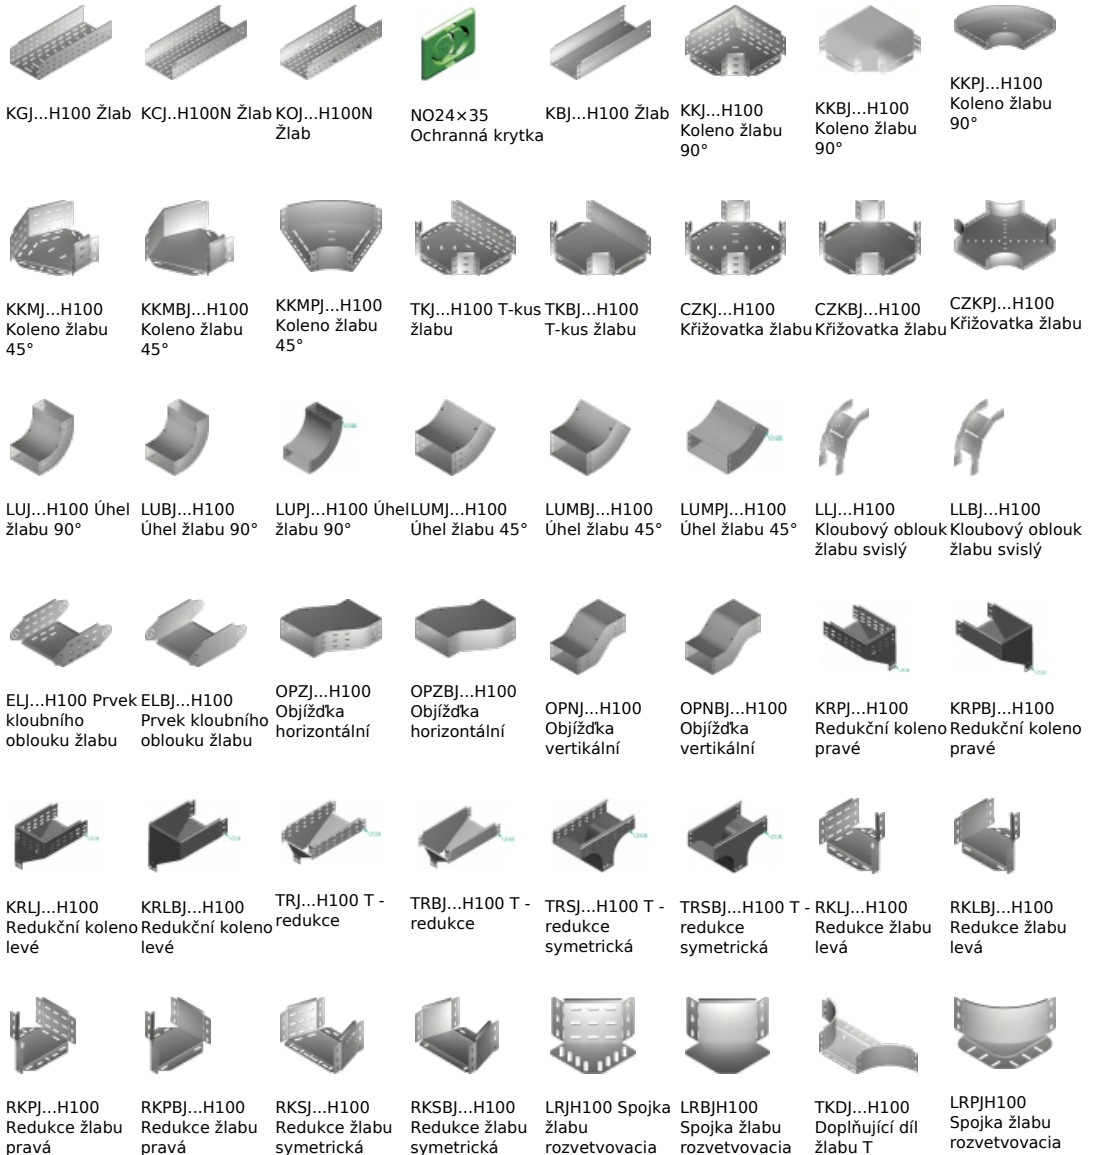 KGJ...H100 Žlab
KCJ..H100N Žlab
KOJ...H100N
Žlab
NO24×35
Ochranná krytka
KBJ...H100 Žlab
KKJ...H100
Koleno žlabu
90°
KKBJ...H100
Koleno žlabu
90°
KKPJ...H100
Koleno žlabu
90°
KKMJ...H100
Koleno žlabu
45°
KKMBJ...H100
Koleno žlabu
45°
KKMPJ...H100
Koleno žlabu
45°
TKJ...H100 T-kus
žlabu
TKBJ...H100
T-kus žlabu
CZKJ...H100
Křižovatka žlabu
CZKBJ...H100
Křižovatka žlabu
CZKPJ...H100
Křižovatka žlabu
LUJ...H100 Úhel
žlabu 90°
LUBJ...H100
Úhel žlabu 90°
LUPJ...H100 Úhel
žlabu 90°
LUMJ...H100
Úhel žlabu 45°
LUMBJ...H100
Úhel žlabu 45°
LUMPJ...H100
Úhel žlabu 45°
LLJ...H100
Kloubový oblouk
žlabu svislý
LLBJ...H100
Kloubový oblouk
žlabu svislý
ELJ...H100 Prvek
kloubního
oblouku žlabu
ELBJ...H100
Prvek kloubního
oblouku žlabu
OPZJ...H100
Objížďka
horizontální
OPZBJ...H100
Objížďka
horizontální
OPNJ...H100
Objížďka
vertikální
OPNBJ...H100
Objížďka
vertikální
KRPJ...H100
Redukční koleno
pravé
KRPBJ...H100
Redukční koleno
pravé
KRLJ...H100
Redukční koleno
levé
KRLBJ...H100
Redukční koleno
levé
TRJ...H100 T -
redukce
TRBJ...H100 T -
redukce
TRSJ...H100 T -
redukce
symetrická
TRSBJ...H100 T -
redukce
symetrická
RKLJ...H100
Redukce žlabu
levá
RKLBJ...H100
Redukce žlabu
levá
RKPJ...H100
Redukce žlabu
pravá
RKPBJ...H100
Redukce žlabu
pravá
RKSJ...H100
Redukce žlabu
symetrická
RKSBJ...H100
Redukce žlabu
symetrická
LRJH100 Spojka
žlabu
rozvetvovacia
LRBJH100
Spojka žlabu
rozvetvovacia
TKDJ...H100
Doplňující díl
žlabu T
LRPJH100
Spojka žlabu
rozvetvovacia